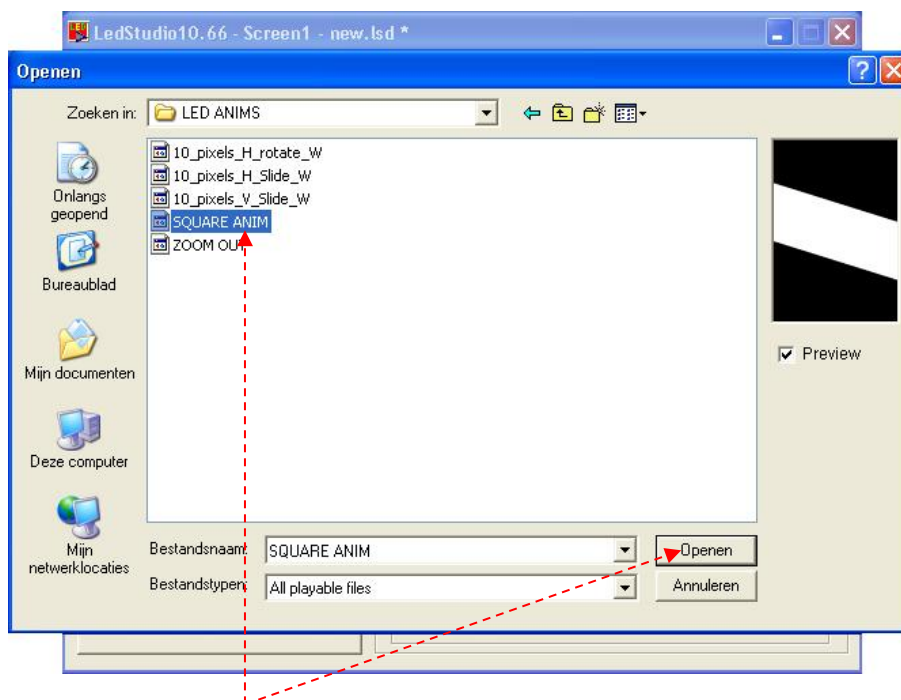 LedStudio10.66 - Screen1 - new.lsd *
Openen
Zoeken in:
LED ANIMS
10_pixels_H_rotate_W
10_pixels_H_Slide_W
10_pixels_V_Slide_W
SQUARE ANIM
ZOOM OUT
Onlangs
geopend
Bureaublad
Mijn documenten
Deze computer
Mijn
netwerklocaties
Preview
Bestandsnaam:
SQUARE ANIM
Openen
Bestandstypen:
All playable files
Annuleren